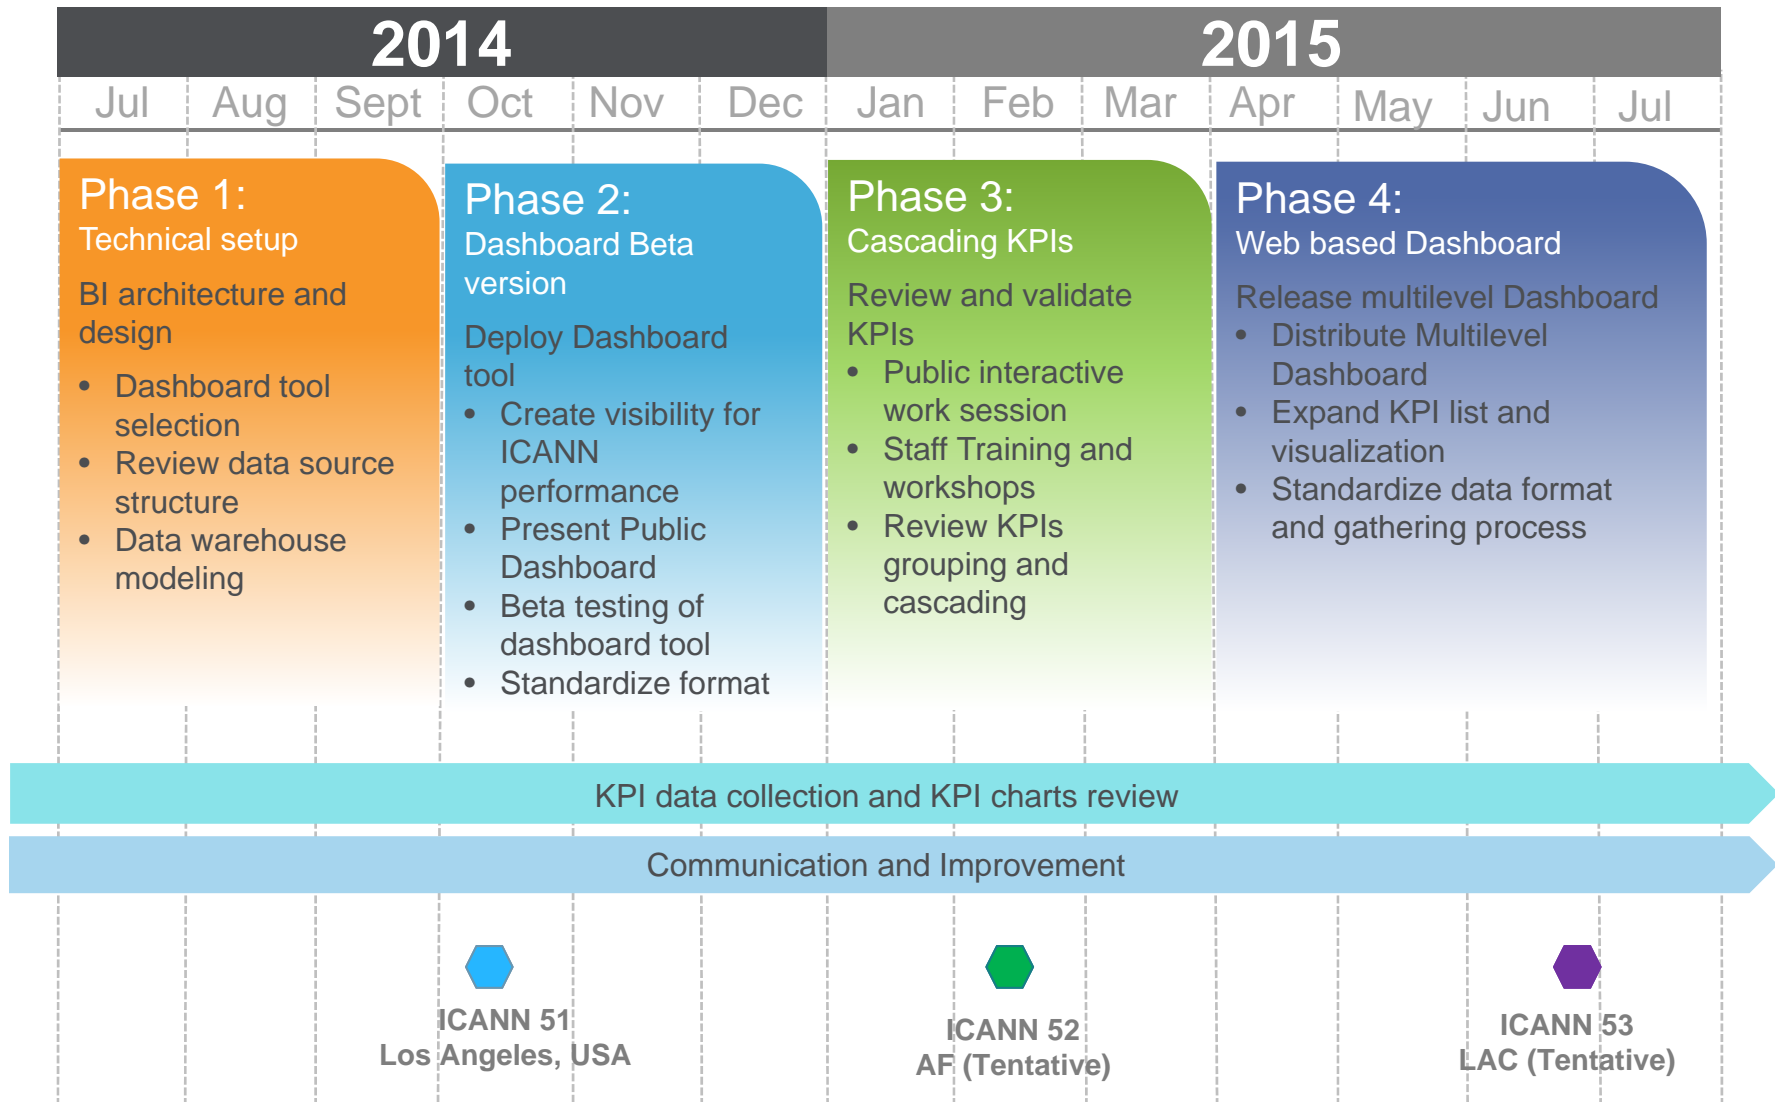 2014
2015
Jul Aug Sept Oct Nov Dec Jan Feb Mar Apr May Jun Jul
Phase 1:
Technical setup
BI architecture and
design
• Dashboard tool
selection
• Review data source
structure
• Data warehouse
modeling
Phase 2:
Dashboard Beta
version
Deploy Dashboard
tool
• Create visibility for
ICANN
performance
• Present Public
Dashboard
• Beta testing of
dashboard tool
• Standardize format
Phase 3:
Cascading KPIs
Review and validate
KPIs
• Public interactive
work session
• Staff Training and
workshops
• Review KPIs
grouping and
cascading
Phase 4:
Web based Dashboard
Release multilevel Dashboard
• Distribute Multilevel
Dashboard
• Expand KPI list and
visualization
• Standardize data format
and gathering process
KPI data collection and KPI charts review
Communication and Improvement
ICANN 51
Los Angeles, USA
ICANN 52
AF (Tentative)
ICANN 53
LAC (Tentative)